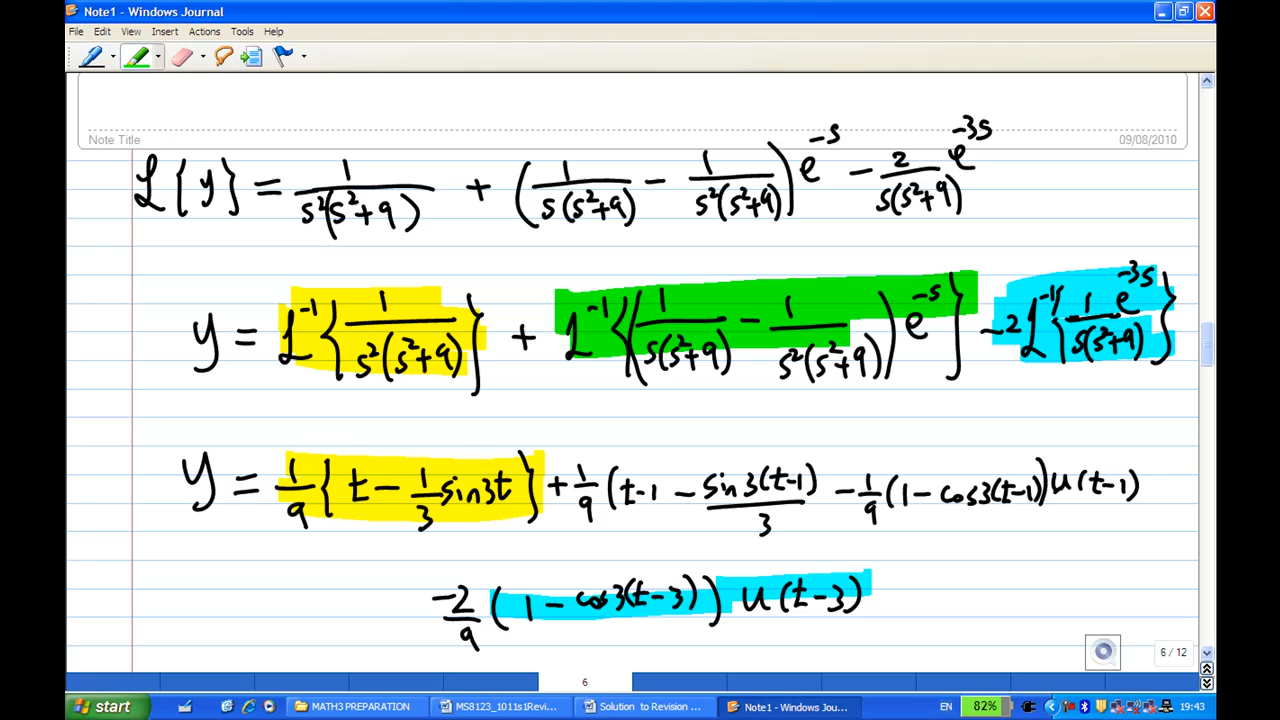 Note1 - Windows Journal
File Edit View Insert Actions Tools Help
Note Title 09/08/2010
ℒ{y} = 1/(s²(s²+9)) + (1/(s(s²+9)) − 1/(s²(s²+9))) e^(−s) − 2/(s(s²+9)) e^(−3s)
y = ℒ⁻¹{1/(s²(s²+9))} + ℒ⁻¹{(1/(s(s²+9)) − 1/(s²(s²+9))) e^(−s)} −2ℒ⁻¹{1/(s(s²+9)) e^(−3s)}
y = 1/9 {t − 1/3 sin3t} + 1/9 (t-1 − sin3(t-1)/3 − 1/9 (1 − cos3(t-1)) u(t-1)
−2/9 (1 − cos3(t−3)) u(t−3)
6 / 12
6
start MATH3 PREPARATION MS8123_1011s1Revi... Solution to Revision ... Note1 - Windows Jou... EN 82% 19:43